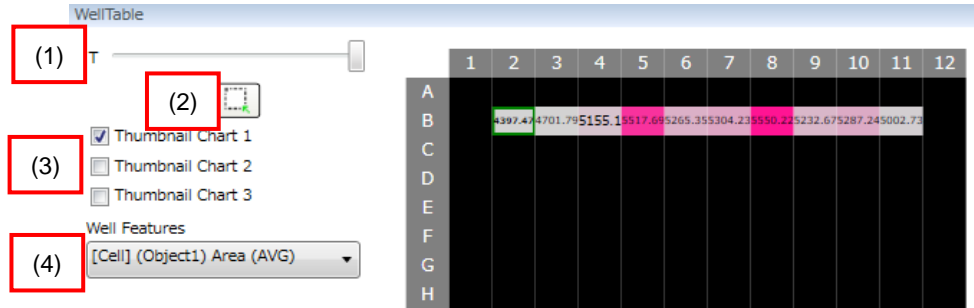 WellTable
(1)
T
(2)
Thumbnail Chart 1
(3)
Thumbnail Chart 2
Thumbnail Chart 3
Well Features
(4)
[Cell] (Object1) Area (AVG)
1 2 3 4 5 6 7 8 9 10 11 12
A
B 4397.47 4701.79 5155.1 5517.69 5265.35 5304.23 5550.22 5232.67 5287.24 5002.73
C
D
E
F
G
H